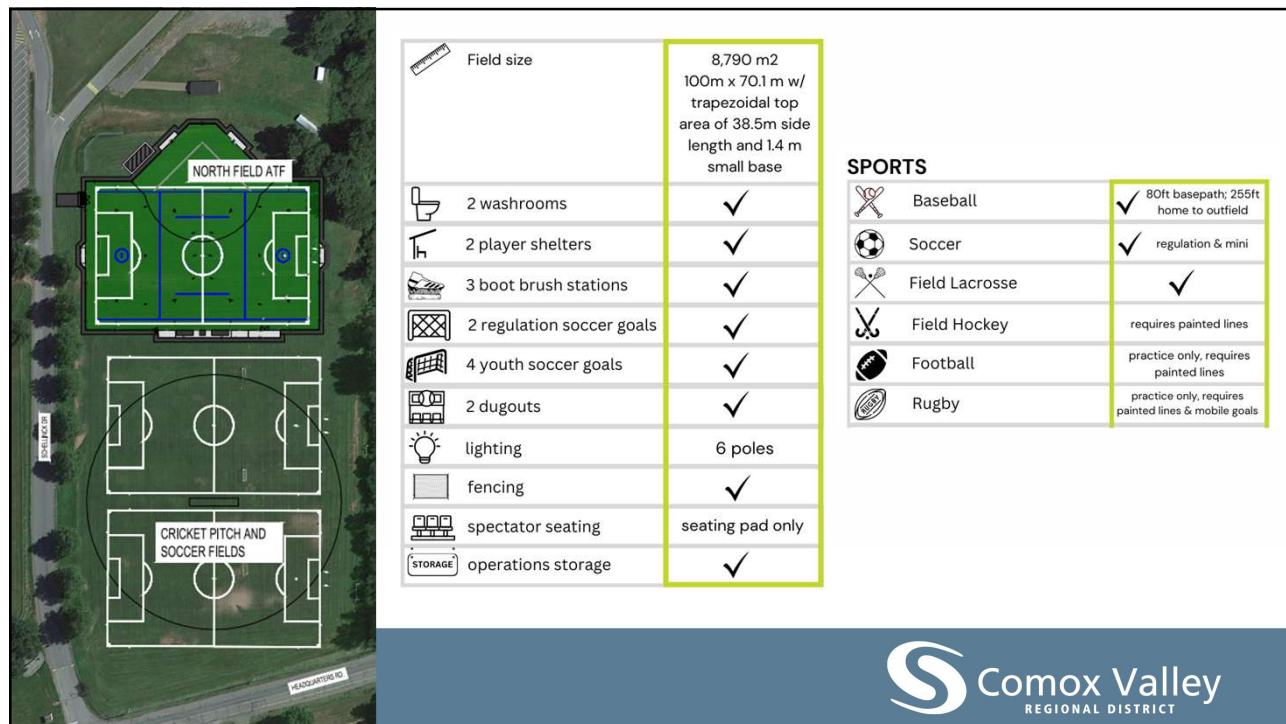 NORTH FIELD ATF
SCHELLINCK DR
CRICKET PITCH AND
SOCCER FIELDS
HEADQUARTERS RD.
Field size
8,790 m2
100m x 70.1 m w/
trapezoidal top
area of 38.5m side
length and 1.4 m
small base
2 washrooms
✓
2 player shelters
✓
3 boot brush stations
✓
2 regulation soccer goals
✓
4 youth soccer goals
✓
2 dugouts
✓
lighting
6 poles
fencing
✓
spectator seating
seating pad only
STORAGE
operations storage
✓
SPORTS
Baseball
✓ 80ft basepath; 255ft
home to outfield
Soccer
✓ regulation & mini
Field Lacrosse
✓
Field Hockey
requires painted lines
Football
practice only, requires
painted lines
RUGBY
Rugby
practice only, requires
painted lines & mobile goals
Comox Valley
REGIONAL DISTRICT